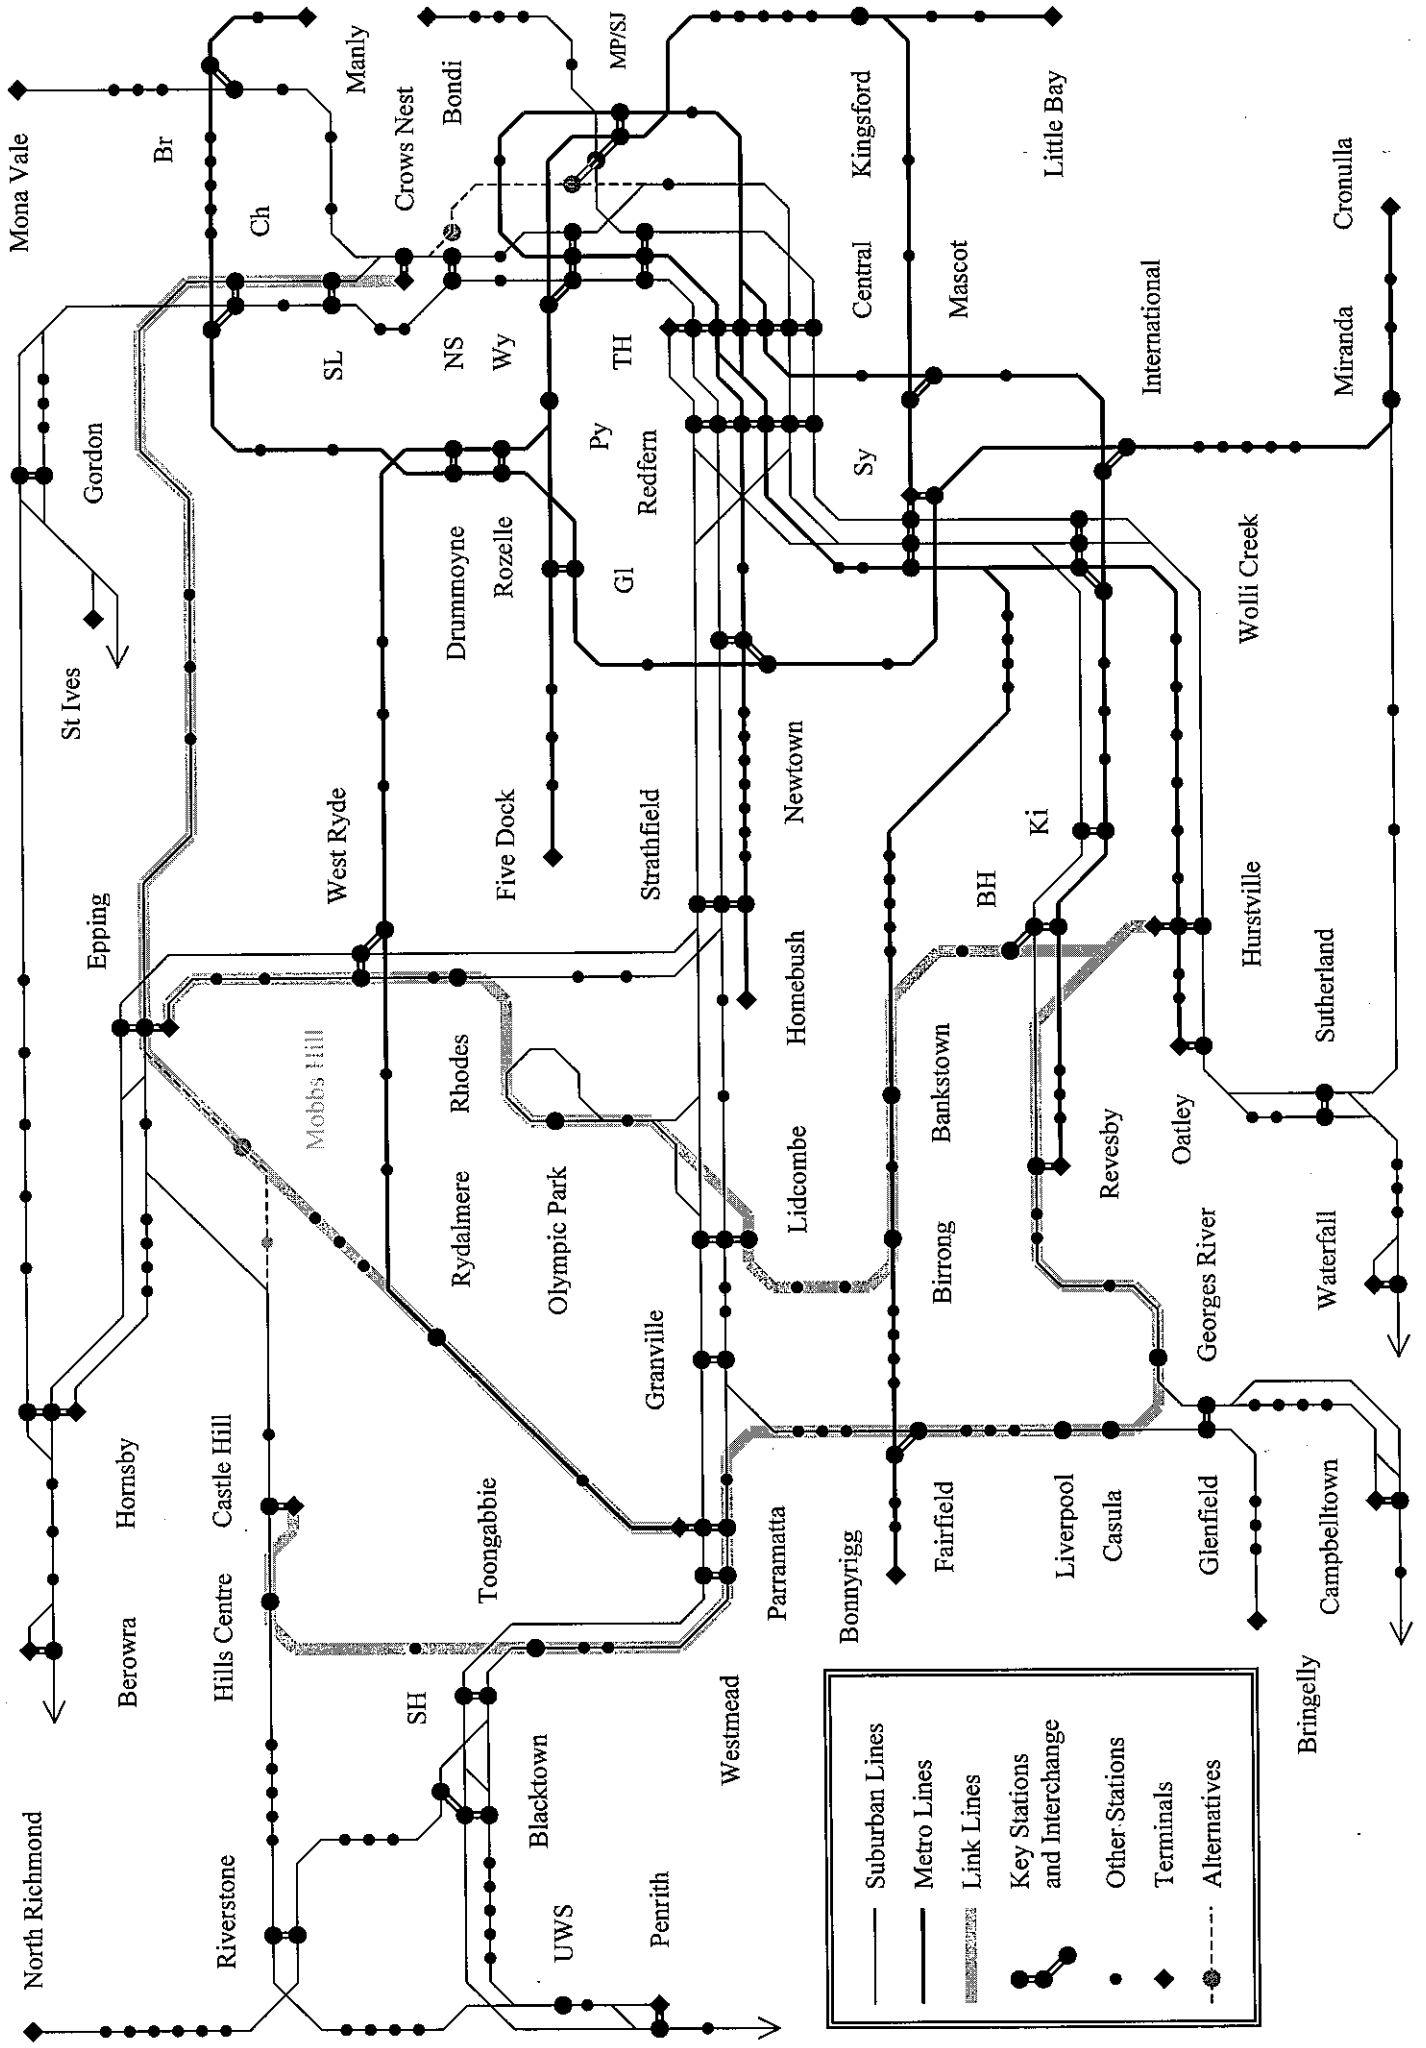 North Richmond
Riverstone
Berowra
Hornsby
Hills Centre
Castle Hill
Epping
St Ives
Gordon
Mona Vale
Br
Manly
Ch
Crows Nest
Bondi
MP/SJ
SL
NS
Wy
TH
Py
Redfern
Drummoyne
Rozelle
Gl
West Ryde
Five Dock
Strathfield
Newtown
Mobbs Hill
Rhodes
Rydalmere
Olympic Park
Homebush
Lidcombe
Granville
Toongabbie
Parramatta
SH
Westmead
Blacktown
UWS
Penrith
Kingsford
Little Bay
Central
Mascot
Sy
International
Cronulla
Miranda
Wolli Creek
Ki
BH
Hurstville
Sutherland
Bankstown
Revesby
Oatley
Birrong
Georges River
Waterfall
Bonnyrigg
Fairfield
Liverpool
Casula
Glenfield
Campbelltown
Bringelly
Suburban Lines
Metro Lines
Link Lines
Key Stations
and Interchange
Other Stations
Terminals
Alternatives